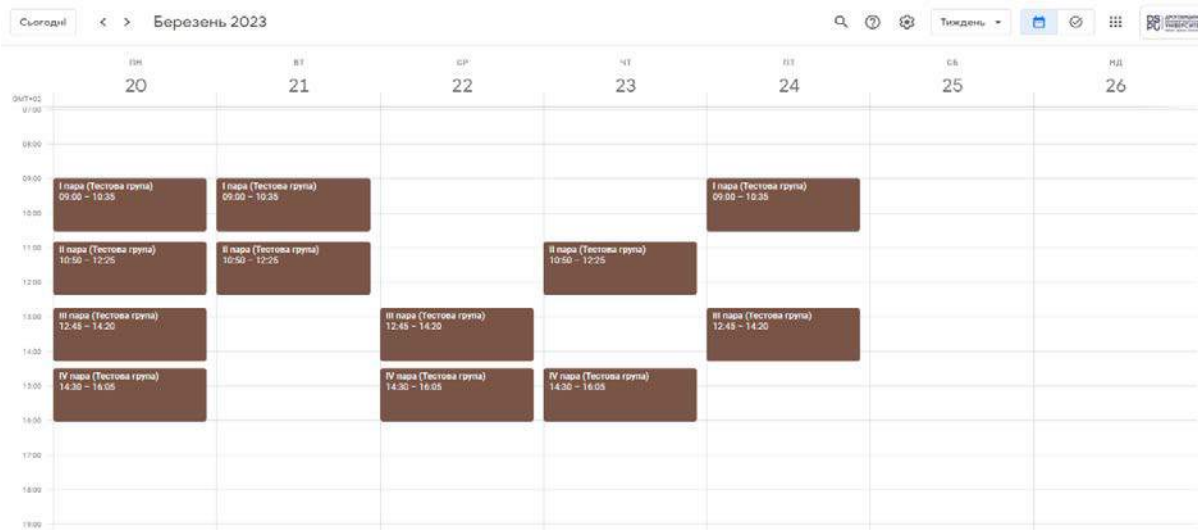 Сьогодні
Березень 2023
Тиждень
ПН
ВТ
СР
ЧТ
ПТ
СБ
НД
20
21
22
23
24
25
26
GMT+02
07:00
08:00
09:00
I пара (Тестова група)
09:00 – 10:35
I пара (Тестова група)
09:00 – 10:35
I пара (Тестова група)
09:00 – 10:35
10:00
11:00
II пара (Тестова група)
10:50 – 12:25
II пара (Тестова група)
10:50 – 12:25
II пара (Тестова група)
10:50 – 12:25
12:00
13:00
III пара (Тестова група)
12:45 – 14:20
III пара (Тестова група)
12:45 – 14:20
III пара (Тестова група)
12:45 – 14:20
14:00
IV пара (Тестова група)
14:30 – 16:05
IV пара (Тестова група)
14:30 – 16:05
IV пара (Тестова група)
14:30 – 16:05
15:00
16:00
17:00
18:00
19:00